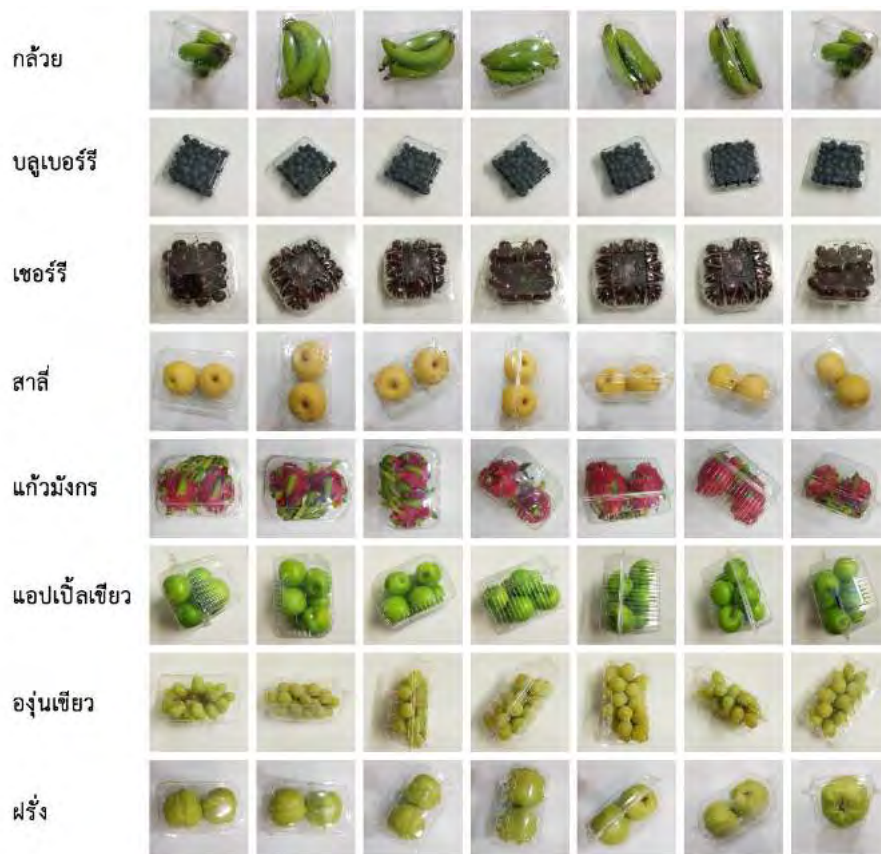 กล้วย
บลูเบอร์รี
เชอร์รี
สาลี่
แก้วมังกร
แอปเปิ้ลเขียว
องุ่นเขียว
ฝรั่ง